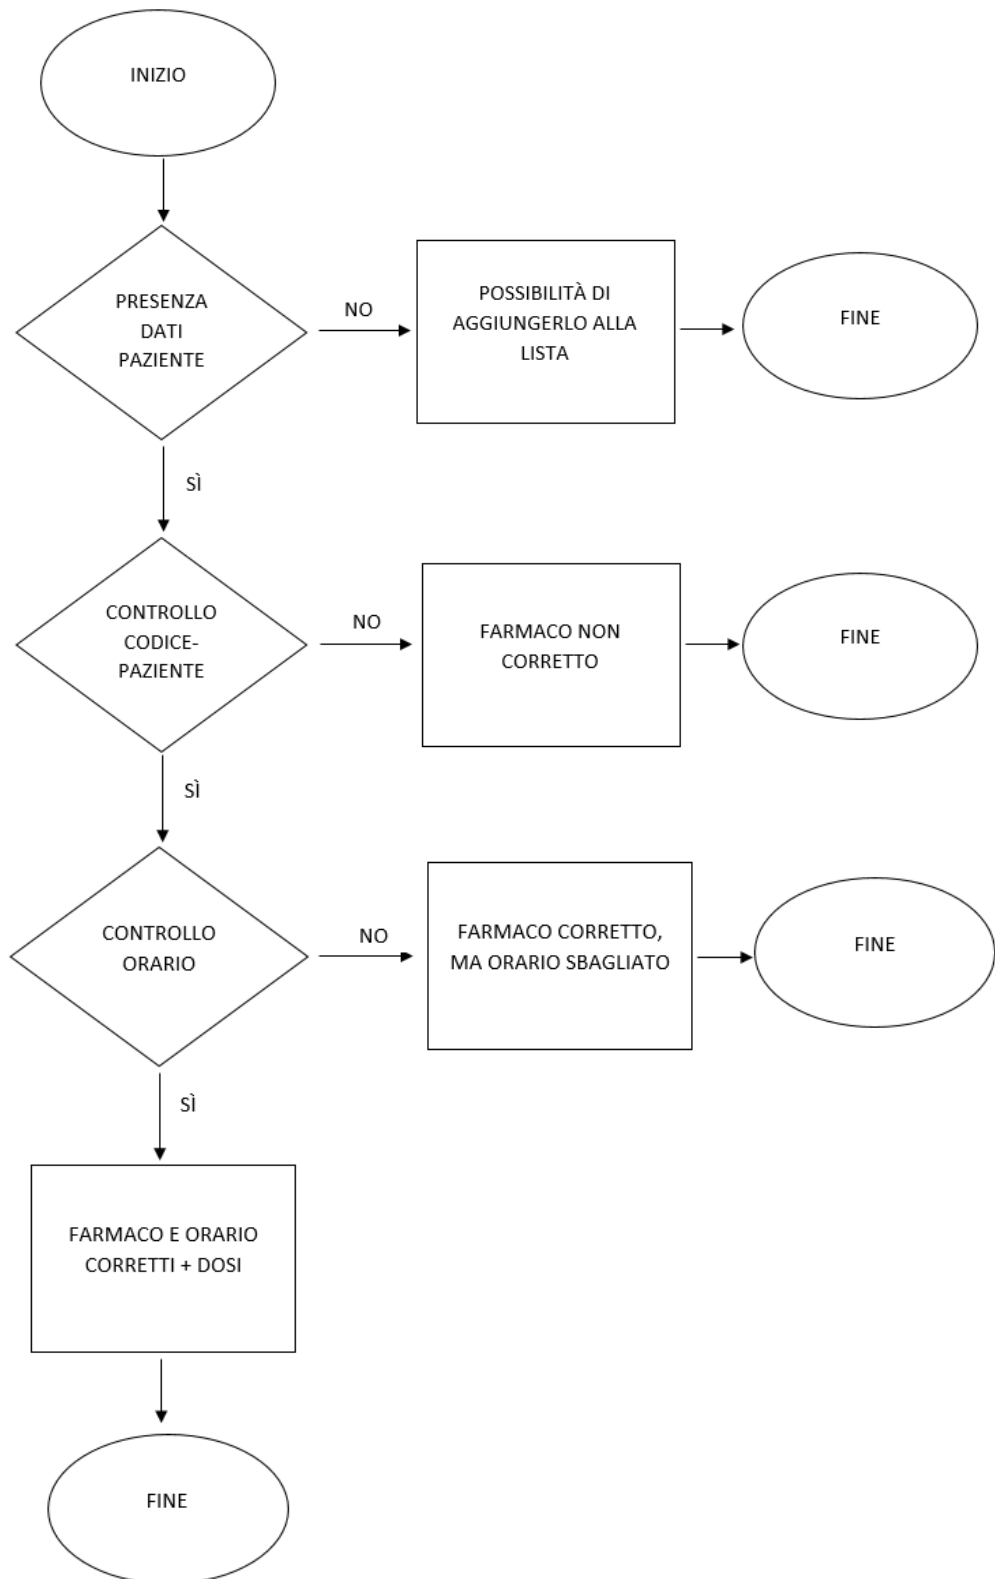 INIZIO
PRESENZA
DATI
PAZIENTE
NO
POSSIBILITÀ DI
AGGIUNGERLO ALLA
LISTA
FINE
SÌ
CONTROLLO
CODICE-
PAZIENTE
NO
FARMACO NON
CORRETTO
FINE
SÌ
CONTROLLO
ORARIO
NO
FARMACO CORRETTO,
MA ORARIO SBAGLIATO
FINE
SÌ
FARMACO E ORARIO
CORRETTI + DOSI
FINE